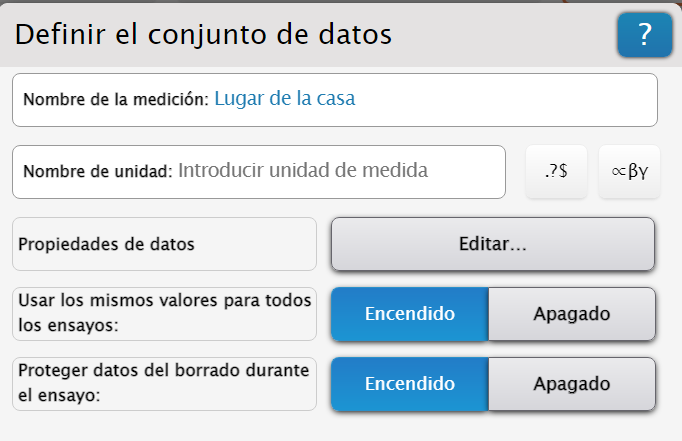 Definir el conjunto de datos
?
Nombre de la medición: Lugar de la casa
Nombre de unidad: Introducir unidad de medida
.?$
∝βγ
Propiedades de datos
Editar...
Usar los mismos valores para todos
los ensayos:
Encendido
Apagado
Proteger datos del borrado durante
el ensayo:
Encendido
Apagado